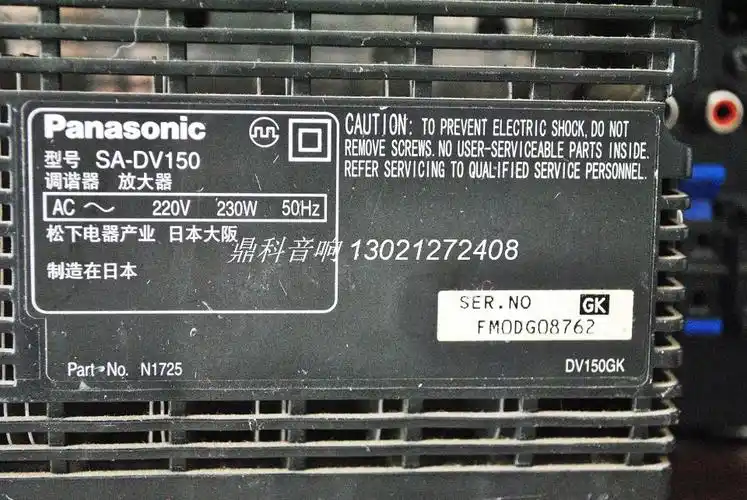 Panasonic
型号 SA-DV150
调谐器 放大器
AC ~ 220V 230W 50Hz
松下电器产业 日本大阪
制造在日本
CAUTION: TO PREVENT ELECTRIC SHOCK, DO NOT
REMOVE SCREWS. NO USER-SERVICEABLE PARTS INSIDE.
REFER SERVICING TO QUALIFIED SERVICE PERSONNEL.
鼎科音响 13021272408
SER.NO GK
FM0DG08762
Part No. N1725
DV150GK